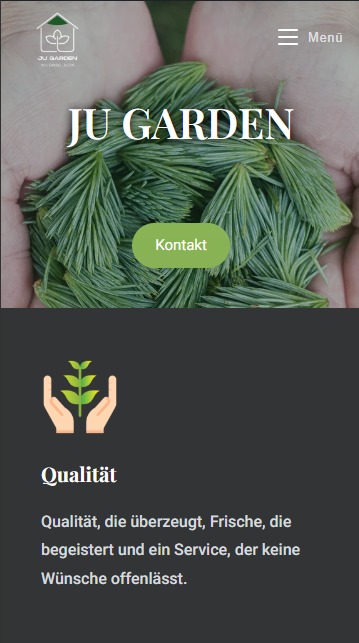 JU GARDEN
Menü
JU GARDEN
Kontakt
Qualität
Qualität, die überzeugt, Frische, die
begeistert und ein Service, der keine
Wünsche offenlässt.